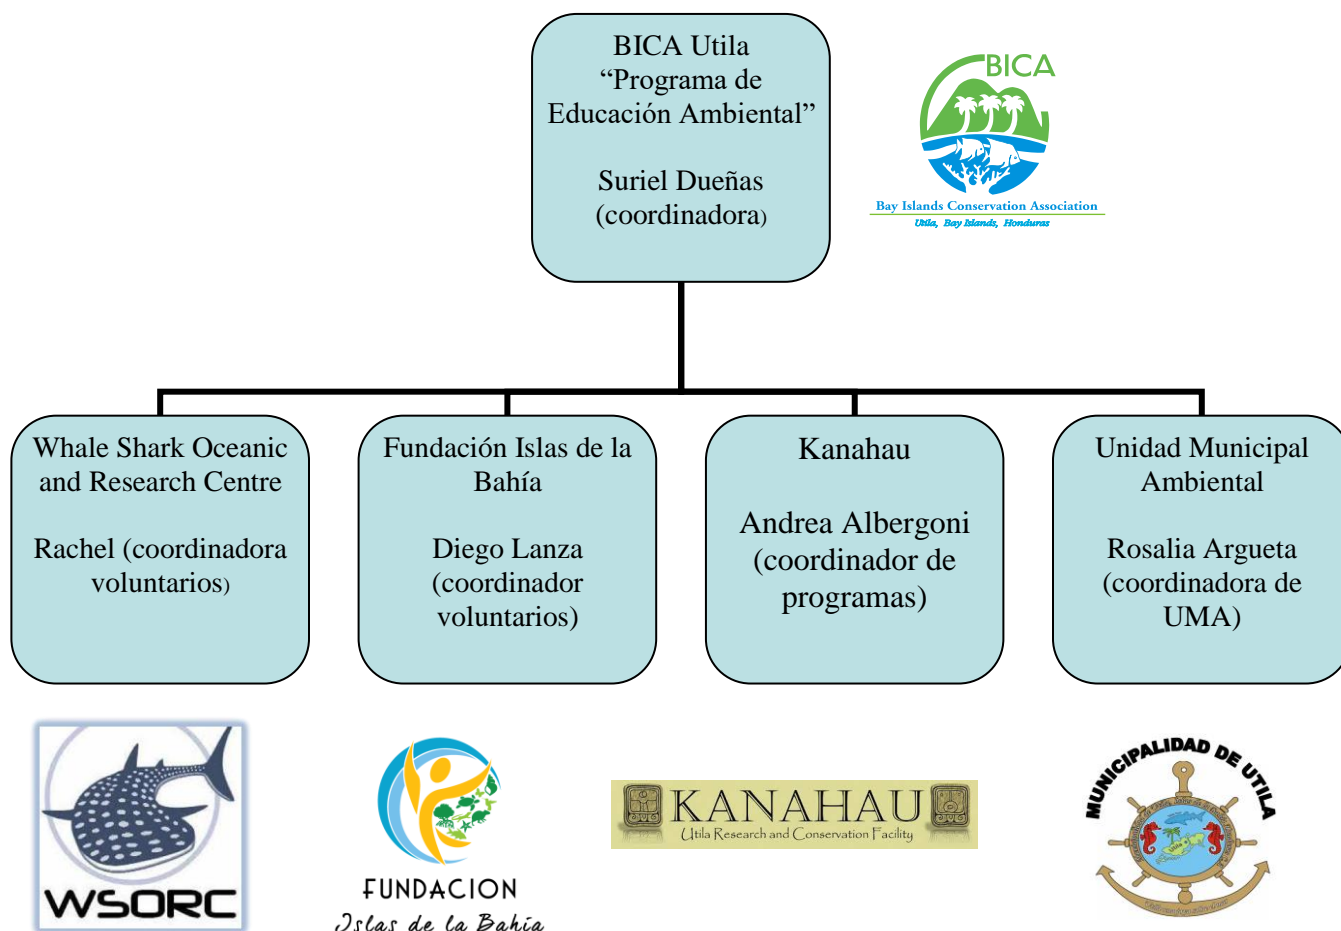 BICA Utila
“Programa de
Educación Ambiental”
Suriel Dueñas
(coordinadora)
BICA
Bay Islands Conservation Association
Utila, Bay Islands, Honduras
Whale Shark Oceanic
and Research Centre
Rachel (coordinadora
voluntarios)
Fundación Islas de la
Bahía
Diego Lanza
(coordinador
voluntarios)
Kanahau
Andrea Albergoni
(coordinador de
programas)
Unidad Municipal
Ambiental
Rosalia Argueta
(coordinadora de
UMA)
WSORC
FUNDACION
Islas de la Bahía
KANAHAU
Utila Research and Conservation Facility
MUNICIPALIDAD DE UTILA